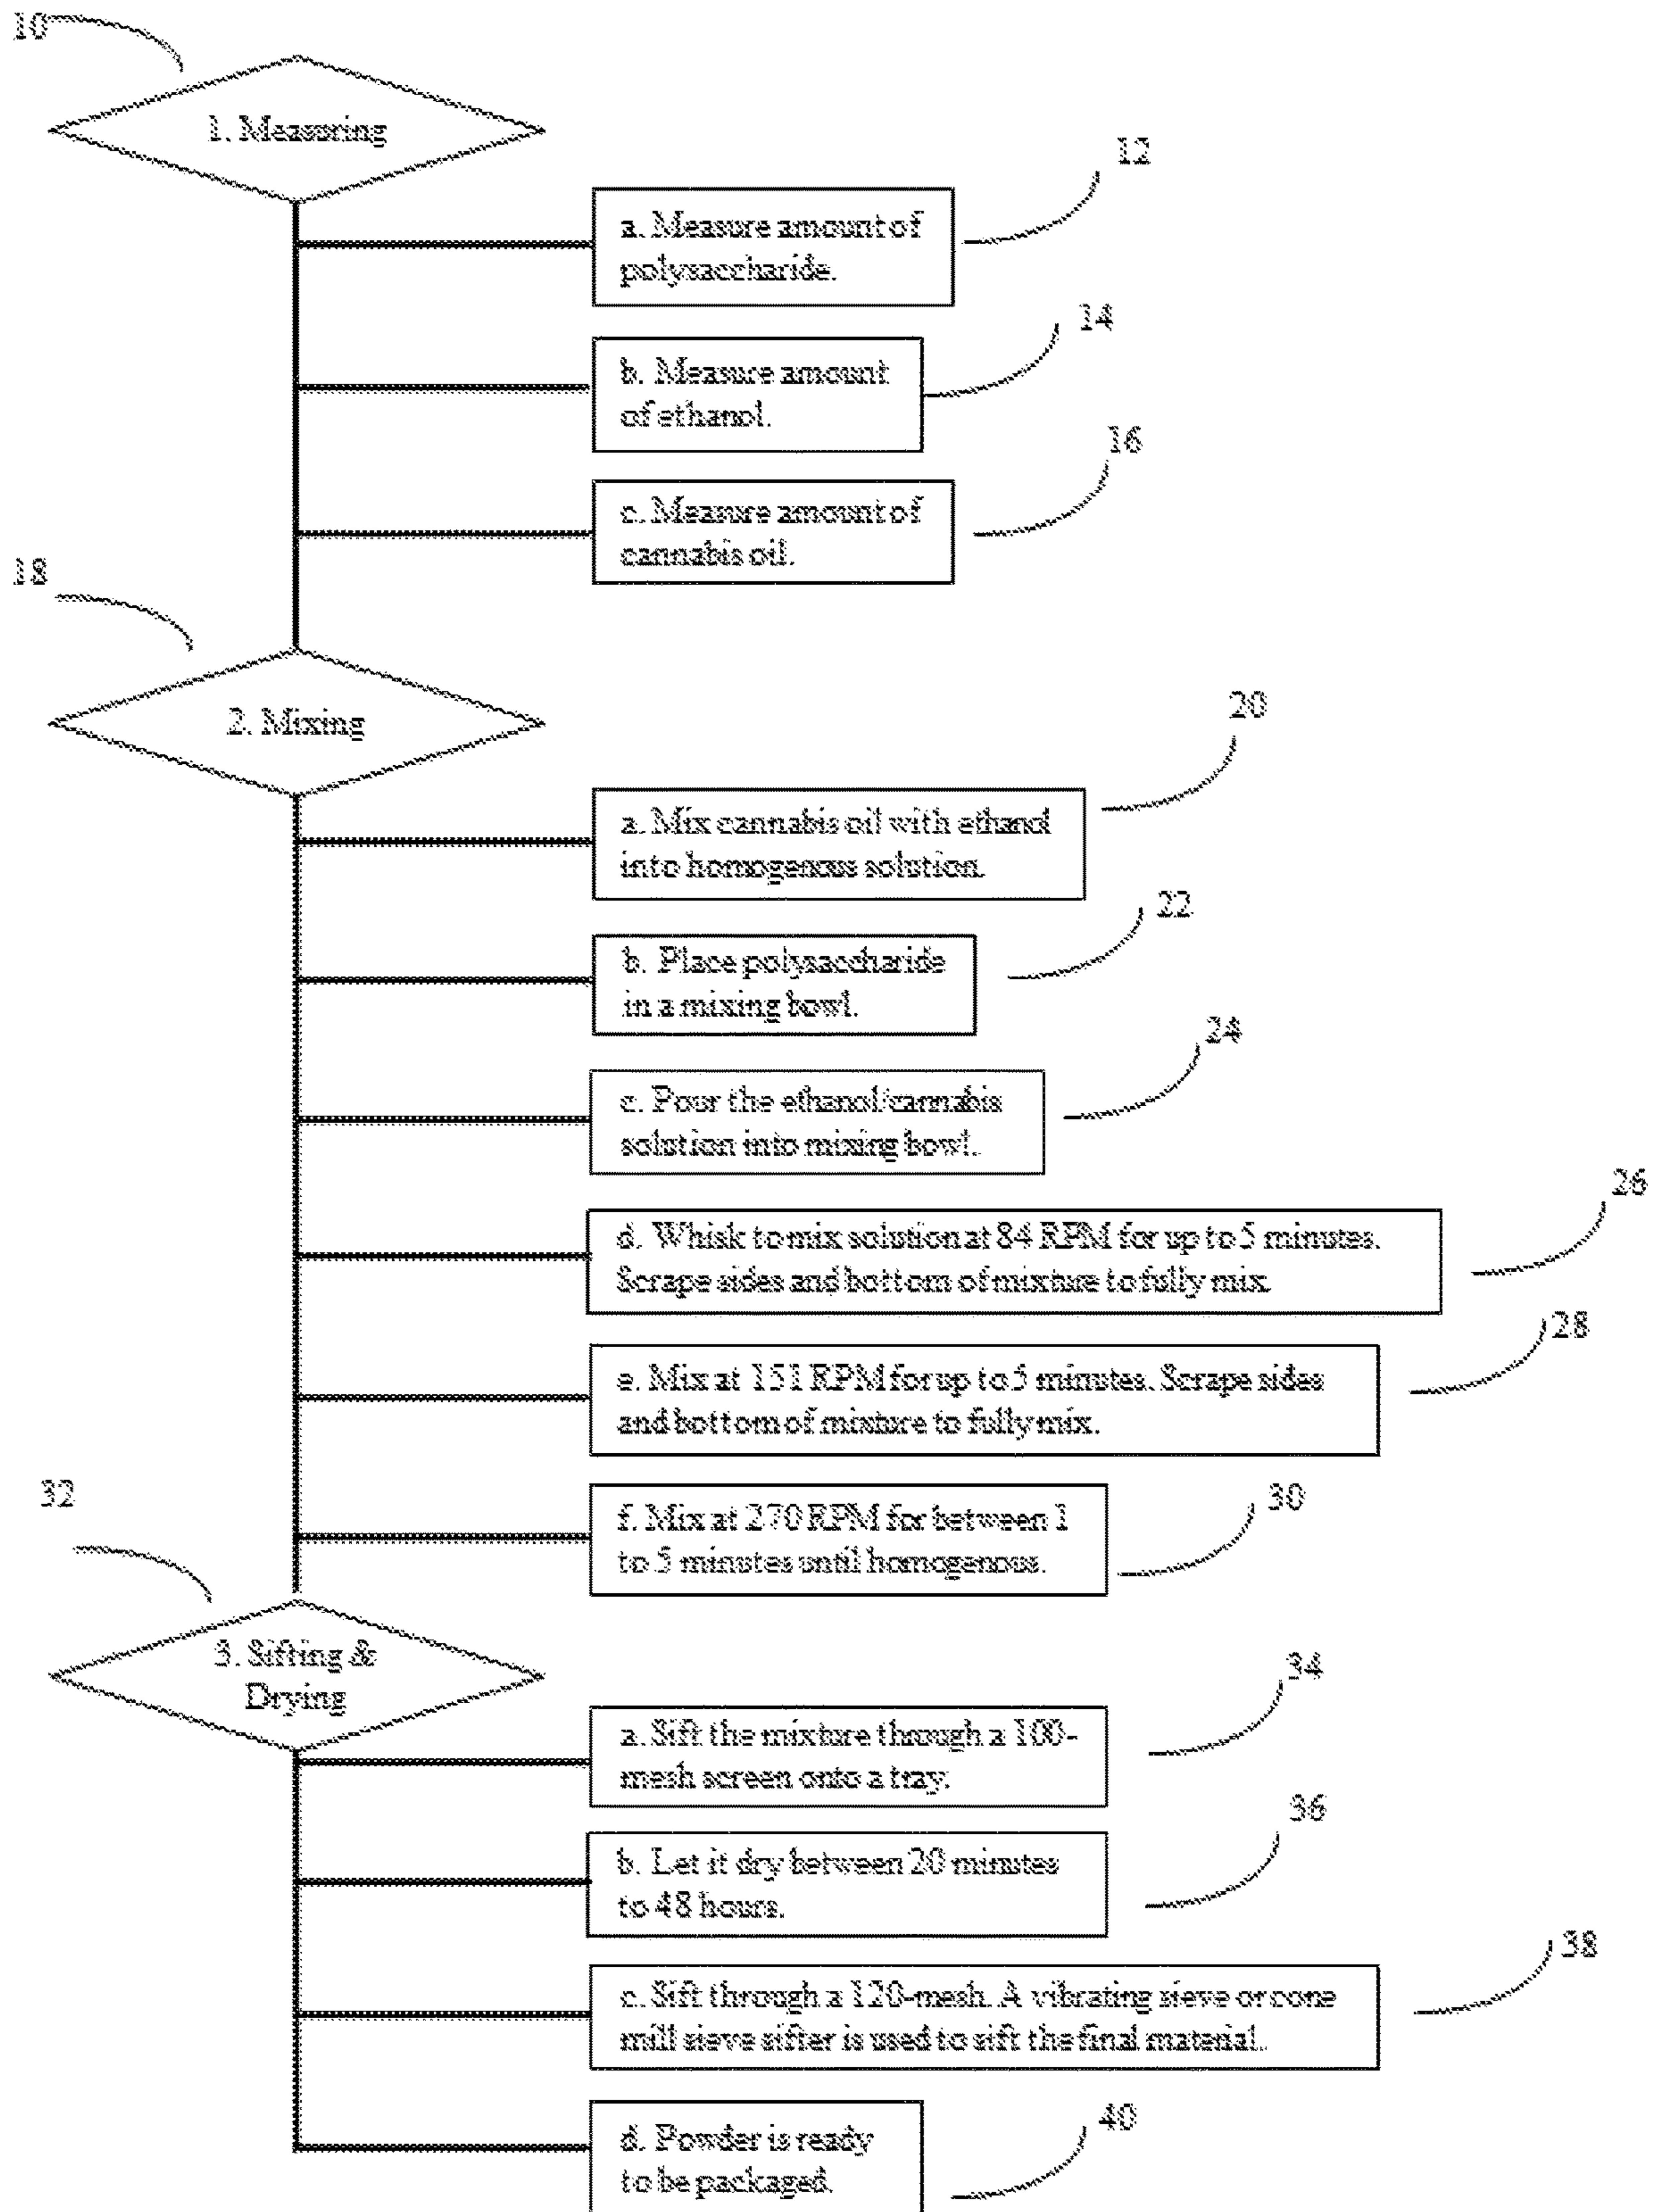 10
1. Measuring
12
a. Measure amount of
polysaccharide.
14
b. Measure amount
of ethanol.
16
c. Measure amount of
cannabis oil.
18
2. Mixing
20
a. Mix cannabis oil with ethanol
into homogenous solution.
22
b. Place polysaccharide
in a mixing bowl.
24
c. Pour the ethanol/cannabis
solution into mixing bowl.
26
d. Whisk to mix solution at 84 RPM for up to 5 minutes.
Scrape sides and bottom of mixture to fully mix.
28
e. Mix at 151 RPM for up to 5 minutes. Scrape sides
and bottom of mixture to fully mix.
30
f. Mix at 270 RPM for between 1
to 5 minutes until homogenous.
32
3. Sifting &
Drying
34
a. Sift the mixture through a 100-
mesh screen onto a tray.
36
b. Let it dry between 20 minutes
to 48 hours.
38
c. Sift through a 120-mesh. A vibrating sieve or cone
mill sieve sifter is used to sift the final material.
40
d. Powder is ready
to be packaged.